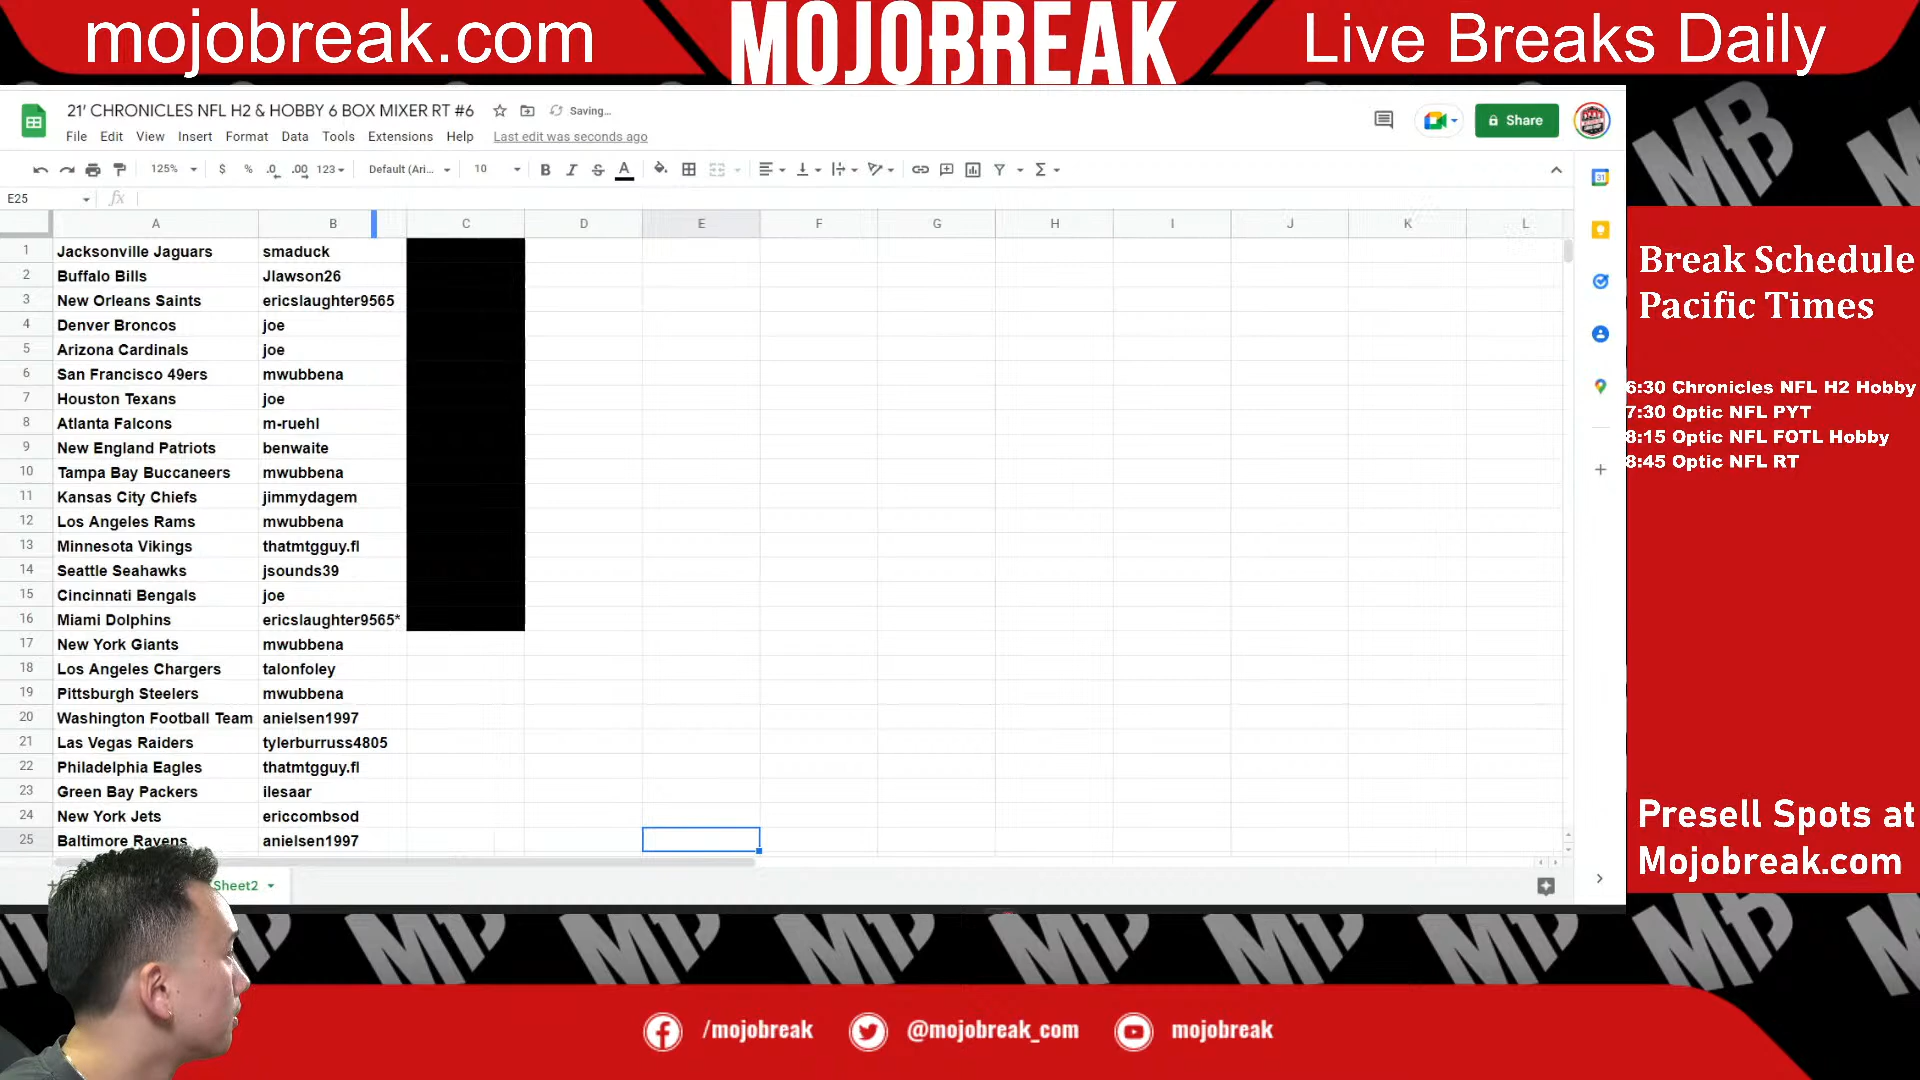 mojobreak.com
MOJOBREAK
Live Breaks Daily
21' CHRONICLES NFL H2 & HOBBY 6 BOX MIXER RT #6
Saving...
File Edit View Insert Format Data Tools Extensions Help Last edit was seconds ago
Share
125% $ % .0 .00 123 Default (Ari... 10 B I S A
E25 fx
A B C D E F G H I J K L
1 Jacksonville Jaguars smaduck
2 Buffalo Bills Jlawson26
3 New Orleans Saints ericslaughter9565
4 Denver Broncos joe
5 Arizona Cardinals joe
6 San Francisco 49ers mwubbena
7 Houston Texans joe
8 Atlanta Falcons m-ruehl
9 New England Patriots benwaite
10 Tampa Bay Buccaneers mwubbena
11 Kansas City Chiefs jimmydagem
12 Los Angeles Rams mwubbena
13 Minnesota Vikings thatmtgguy.fl
14 Seattle Seahawks jsounds39
15 Cincinnati Bengals joe
16 Miami Dolphins ericslaughter9565*
17 New York Giants mwubbena
18 Los Angeles Chargers talonfoley
19 Pittsburgh Steelers mwubbena
20 Washington Football Team anielsen1997
21 Las Vegas Raiders tylerburruss4805
22 Philadelphia Eagles thatmtgguy.fl
23 Green Bay Packers ilesaar
24 New York Jets ericcombsod
25 Baltimore Ravens anielsen1997
Sheet2
Break Schedule
Pacific Times
6:30 Chronicles NFL H2 Hobby
7:30 Optic NFL PYT
8:15 Optic NFL FOTL Hobby
8:45 Optic NFL RT
Presell Spots at
Mojobreak.com
/mojobreak
@mojobreak_com
mojobreak